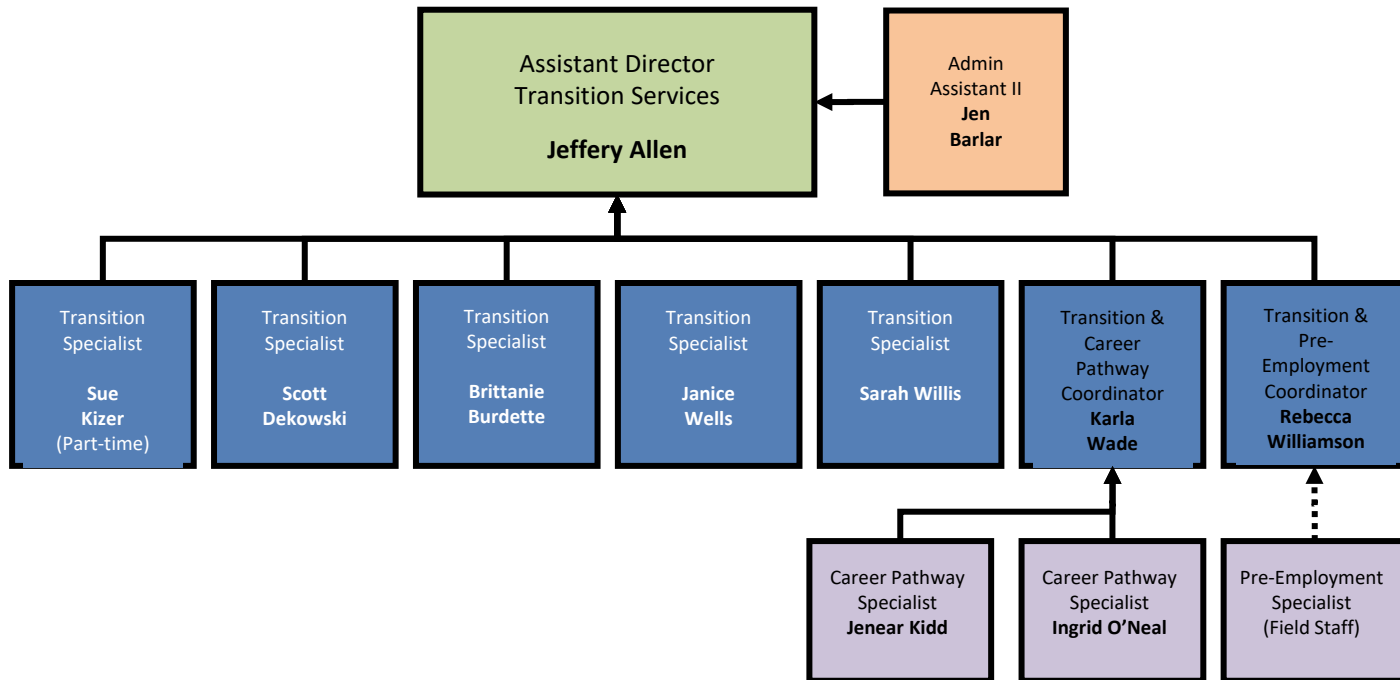 Assistant Director
Transition Services
Jeffery Allen
Admin
Assistant II
Jen
Barlar
Transition
Specialist
Sue
Kizer
(Part-time)
Transition
Specialist
Scott
Dekowski
Transition
Specialist
Brittanie
Burdette
Transition
Specialist
Janice
Wells
Transition
Specialist
Sarah Willis
Transition &
Career
Pathway
Coordinator
Karla
Wade
Transition &
Pre-
Employment
Coordinator
Rebecca
Williamson
Career Pathway
Specialist
Jenear Kidd
Career Pathway
Specialist
Ingrid O’Neal
Pre-Employment
Specialist
(Field Staff)